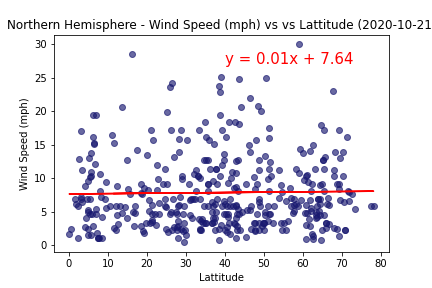 Northern Hemisphere - Wind Speed (mph) vs vs Lattitude (2020-10-21
y = 0.01x + 7.64
Wind Speed (mph)
30
25
20
15
10
5
0
0 10 20 30 40 50 60 70 80
Lattitude